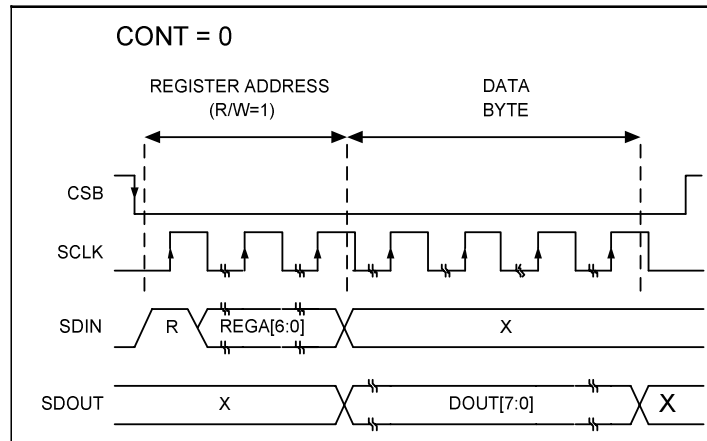 CONT = 0
REGISTER ADDRESS
(R/W=1)
DATA
BYTE
CSB
SCLK
SDIN
R
REGA[6:0]
X
SDOUT
X
DOUT[7:0]
X